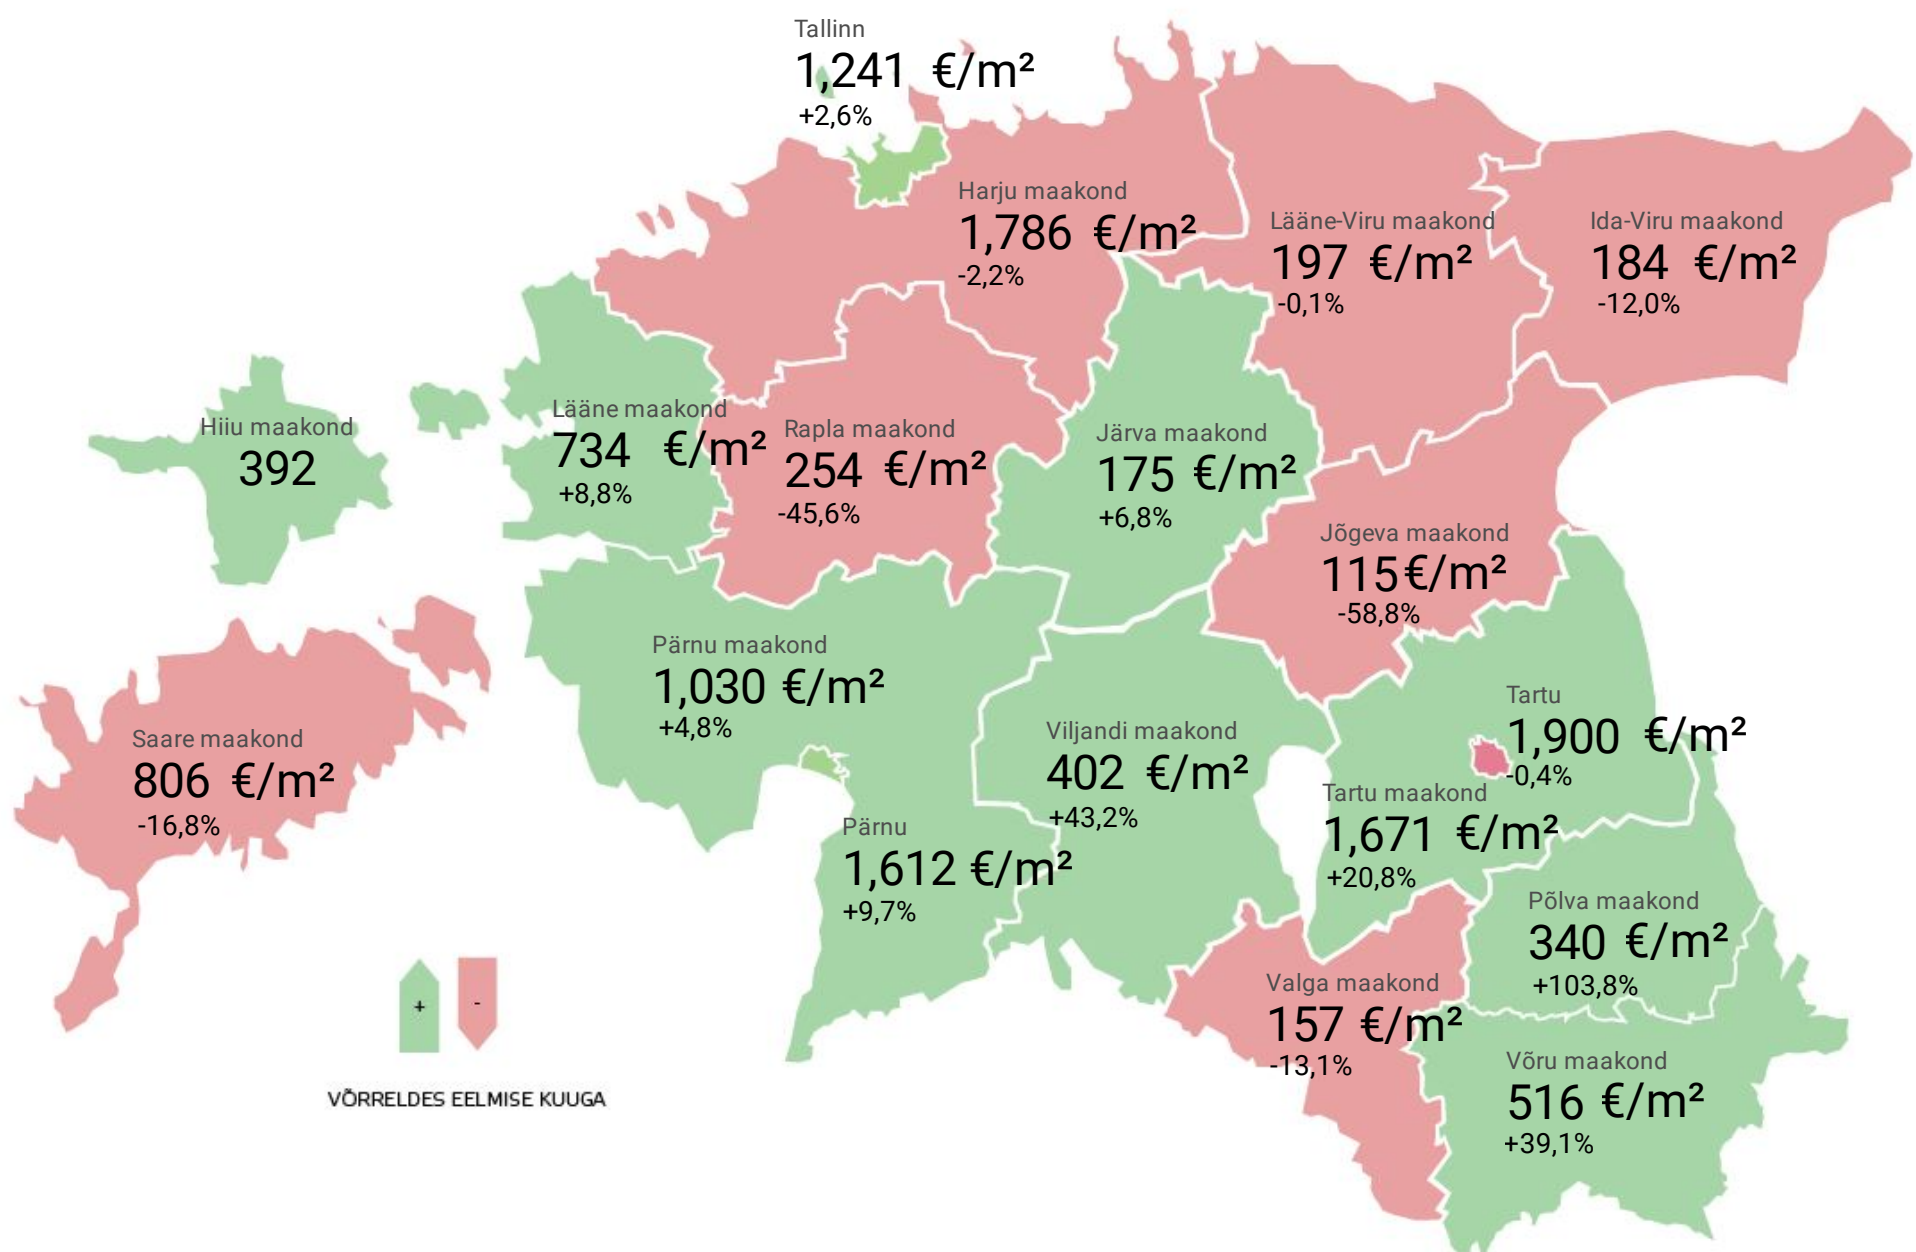 Tallinn
1,241 €/m²
+2,6%
Harju maakond
1,786 €/m²
-2,2%
Lääne-Viru maakond
197 €/m²
-0,1%
Ida-Viru maakond
184 €/m²
-12,0%
Hiiu maakond
392
Lääne maakond
734 €/m²
+8,8%
Rapla maakond
254 €/m²
-45,6%
Järva maakond
175 €/m²
+6,8%
Jõgeva maakond
115 €/m²
-58,8%
Saare maakond
806 €/m²
-16,8%
Pärnu maakond
1,030 €/m²
+4,8%
Viljandi maakond
402 €/m²
+43,2%
Tartu
1,900 €/m²
-0,4%
Tartu maakond
1,671 €/m²
+20,8%
Pärnu
1,612 €/m²
+9,7%
Põlva maakond
340 €/m²
+103,8%
Valga maakond
157 €/m²
-13,1%
Võru maakond
516 €/m²
+39,1%
+ -
VÕRRELDES EELMISE KUUGA